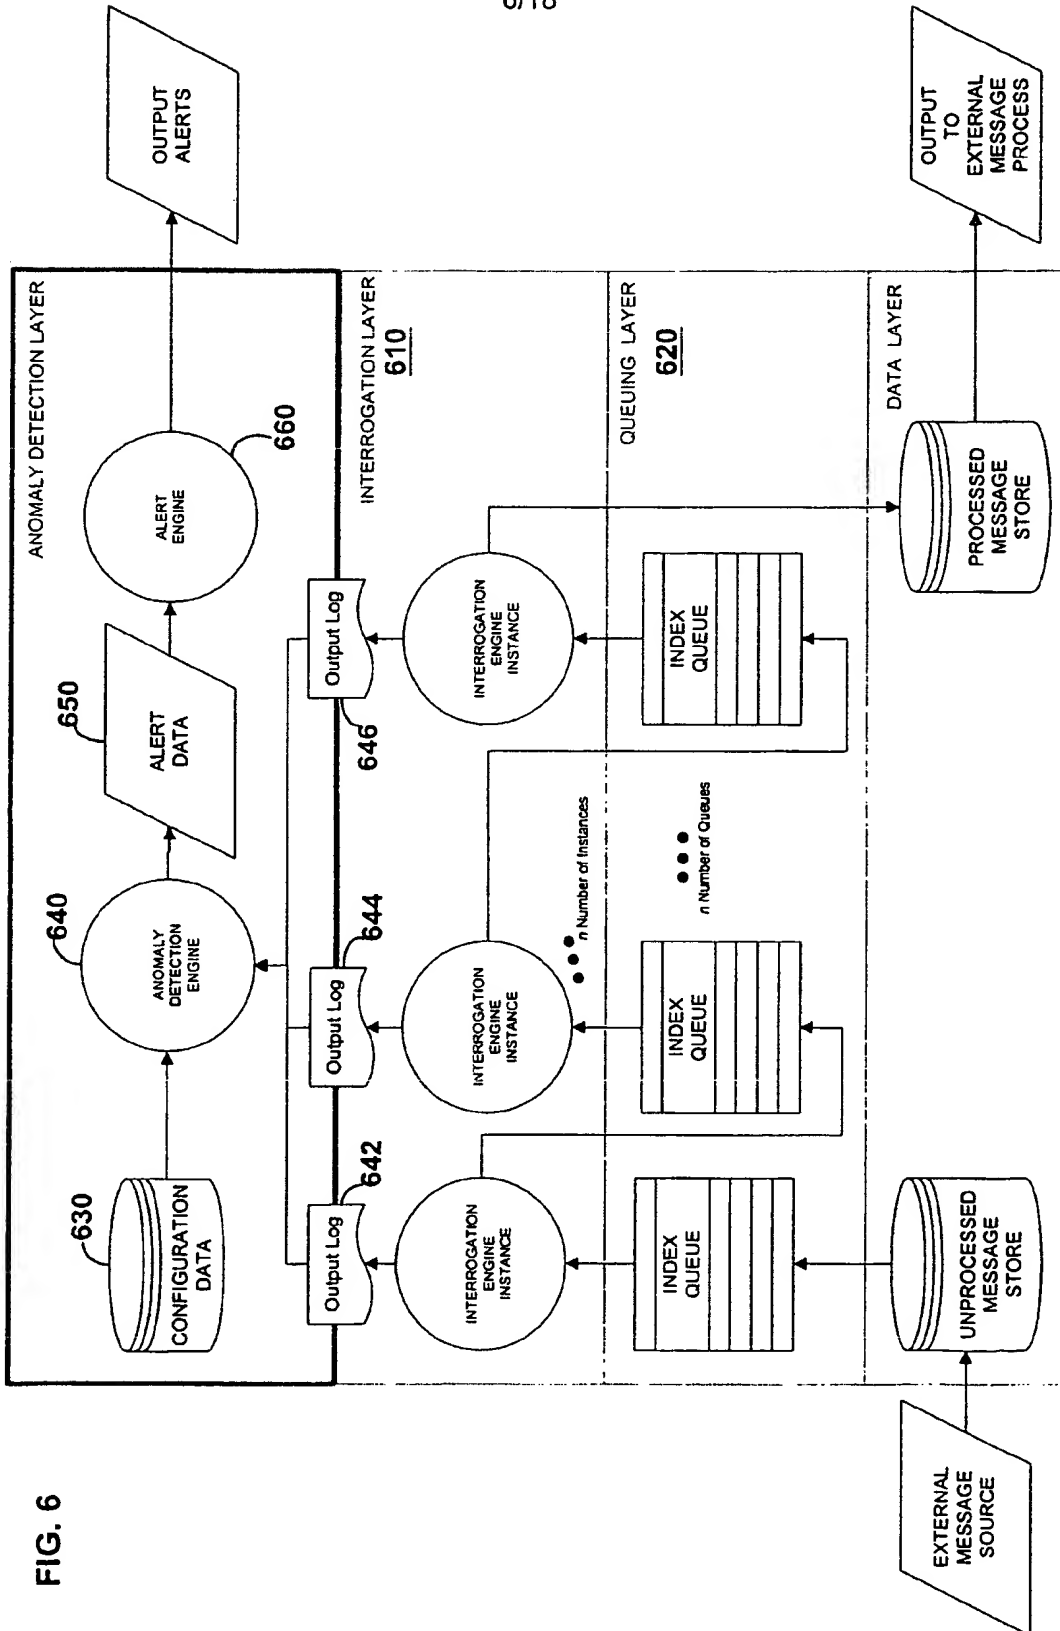 6/18
FIG. 6
ANOMALY DETECTION LAYER
630
CONFIGURATION
DATA
640
ANOMALY
DETECTION
ENGINE
650
ALERT
DATA
660
ALERT
ENGINE
OUTPUT
ALERTS
642
Output Log
644
Output Log
646
Output Log
INTERROGATION LAYER
610
INTERROGATION
ENGINE
INSTANCE
INTERROGATION
ENGINE
INSTANCE
n Number of Instances
INTERROGATION
ENGINE
INSTANCE
QUEUING LAYER
620
INDEX
QUEUE
INDEX
QUEUE
n Number of Queues
INDEX
QUEUE
DATA LAYER
EXTERNAL
MESSAGE
SOURCE
UNPROCESSED
MESSAGE
STORE
PROCESSED
MESSAGE
STORE
OUTPUT
TO
EXTERNAL
MESSAGE
PROCESS